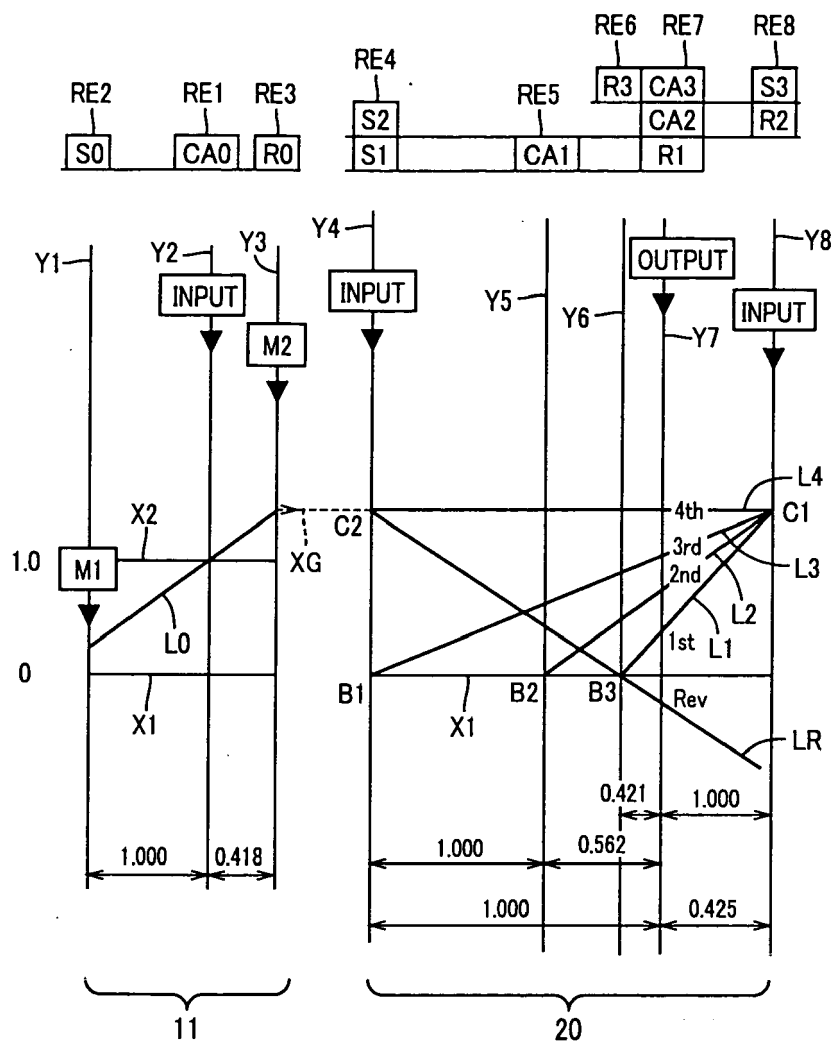 RE6 RE7 RE8
RE4
RE2 RE1 RE3 RE5
R3 CA3 S3
S2 CA2 R2
S0 CA0 R0 S1 CA1 R1
Y1 Y2 Y3 Y4 Y5 Y6 Y7 Y8
INPUT INPUT OUTPUT INPUT
M2
X2 C2 4th L4 C1
1.0 M1 XG 3rd L3
2nd L2
L0 1st L1
0 B1 B2 B3
X1 X1 Rev LR
0.421 1.000
1.000 0.418 1.000 0.562
1.000 0.425
11 20